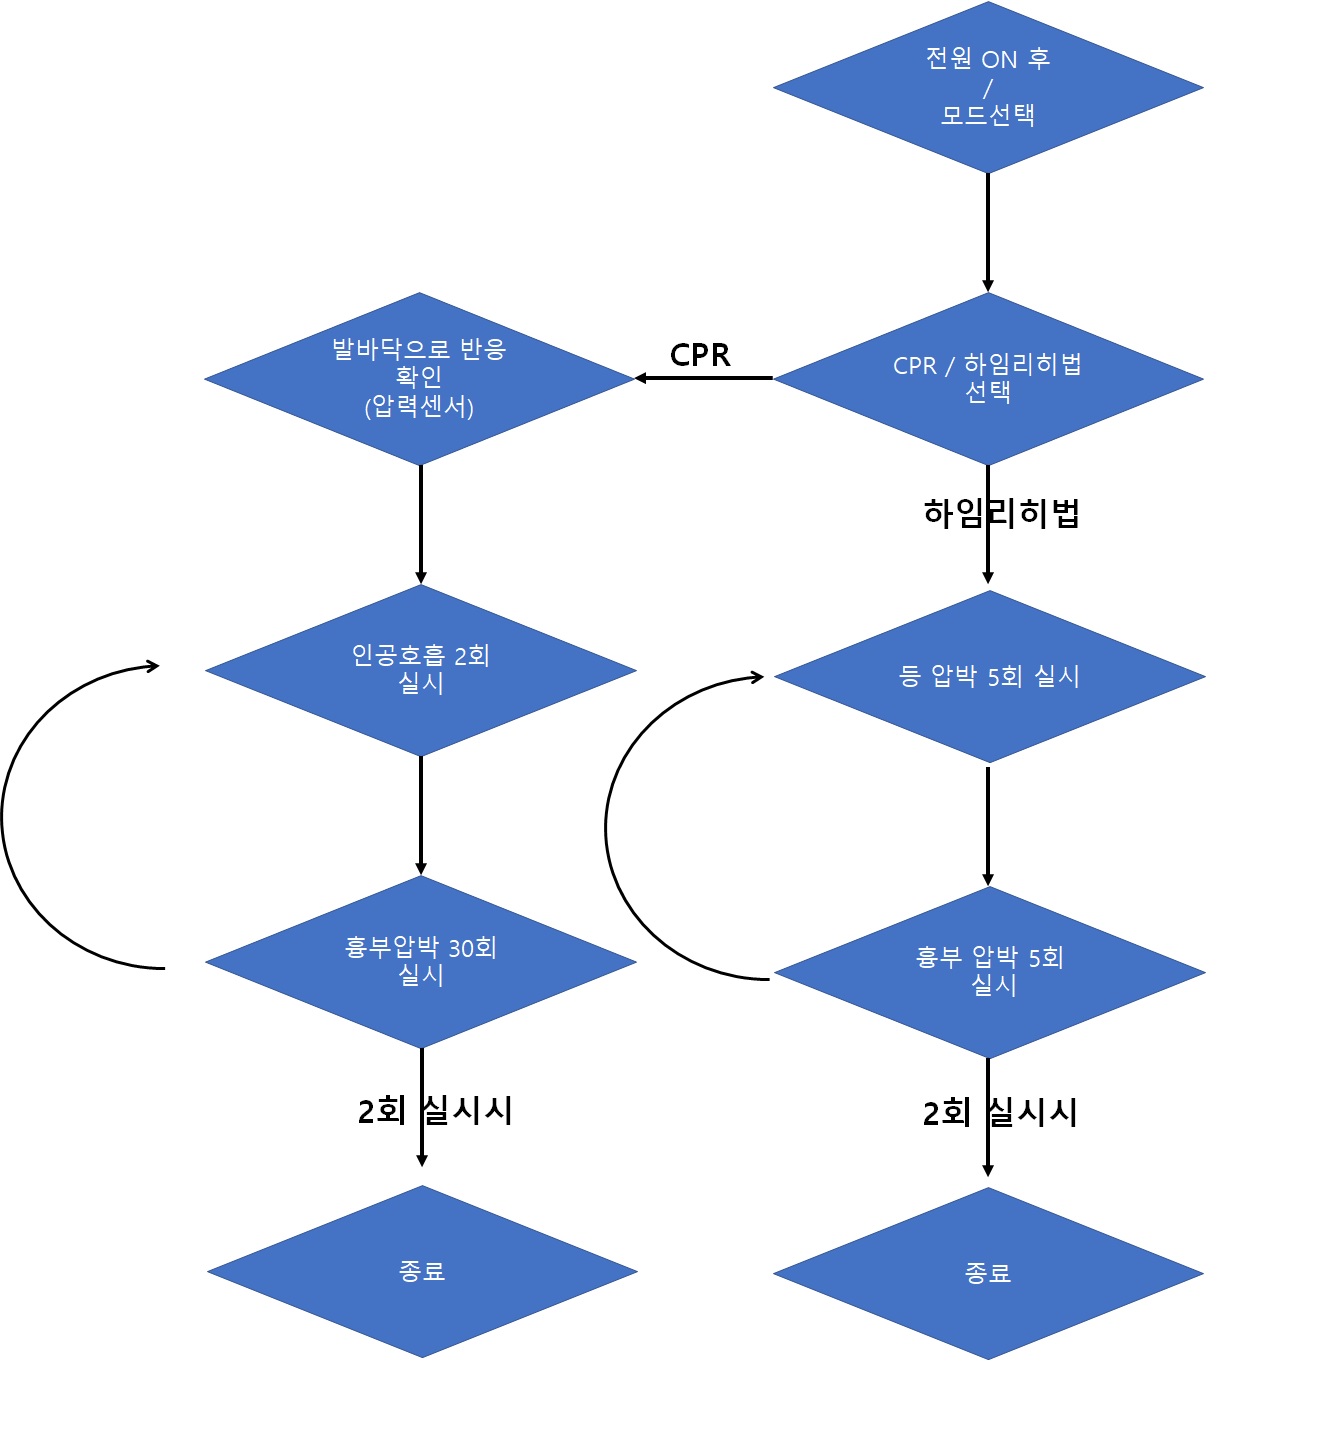 전원 ON 후
/
모드선택
CPR / 하임리히법
선택
CPR
발바닥으로 반응
확인
(압력센서)
인공호흡 2회
실시
흉부압박 30회
실시
2회 실시시
종료
하임리히법
등 압박 5회 실시
흉부 압박 5회
실시
2회 실시시
종료